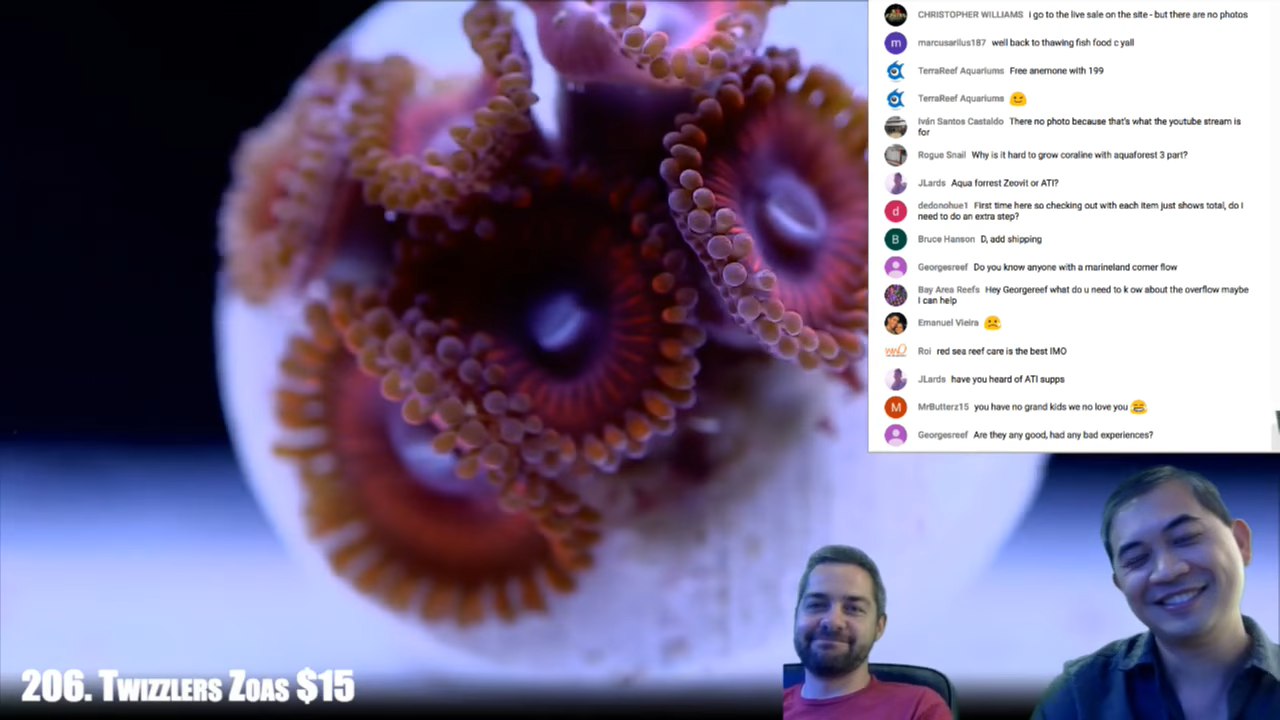 CHRISTOPHER WILLIAMS i go to the live sale on the site - but there are no photos
m marcusarilus187 well back to thawing fish food c yall
TerraReef Aquariums Free anemone with 199
TerraReef Aquariums
Iván Santos Castaldo There no photo because that's what the youtube stream is
for
Rogue Snail Why is it hard to grow coraline with aquaforest 3 part?
JLards Aqua forrest Zeovit or ATI?
d dedonohue1 First time here so checking out with each item just shows total, do I
need to do an extra step?
B Bruce Hanson D, add shipping
Georgesreef Do you know anyone with a marineland corner flow
Bay Area Reefs Hey Georgereef what do u need to k ow about the overflow maybe
I can help
Emanuel Vieira
Roi red sea reef care is the best IMO
JLards have you heard of ATI supps
M MrButterz15 you have no grand kids we no love you
Georgesreef Are they any good, had any bad experiences?
206. Twizzlers Zoas $15